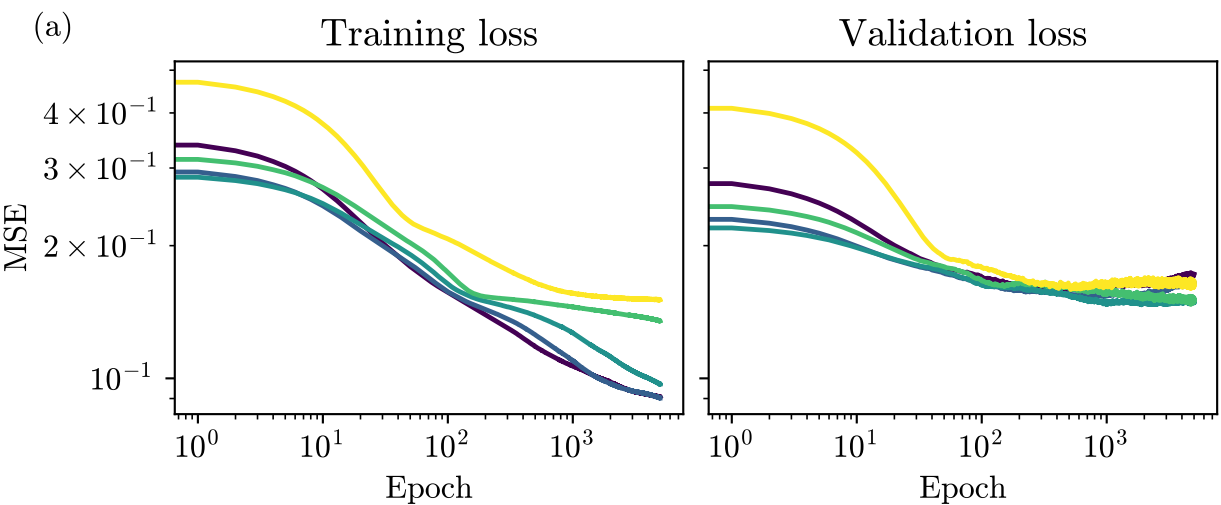 (a)
Training loss
Validation loss
MSE
4 × 10⁻¹
3 × 10⁻¹
2 × 10⁻¹
10⁻¹
10⁰ 10¹ 10² 10³
10⁰ 10¹ 10² 10³
Epoch
Epoch